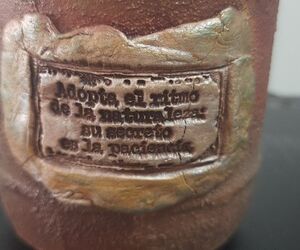 Adopta el ritmo
de la naturaleza:
su secreto
es la paciencia